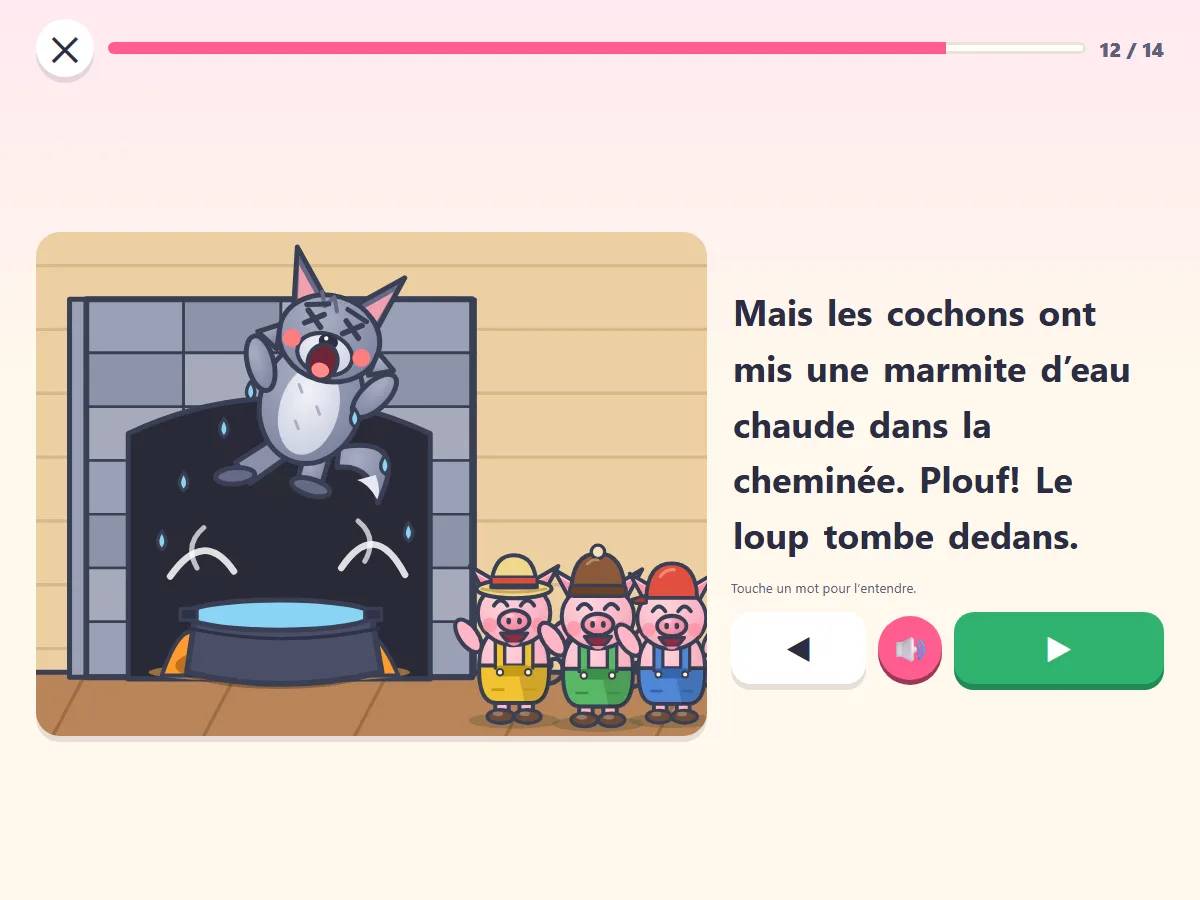 12 / 14
Mais les cochons ont
mis une marmite d’eau
chaude dans la
cheminée. Plouf! Le
loup tombe dedans.
Touche un mot pour l’entendre.